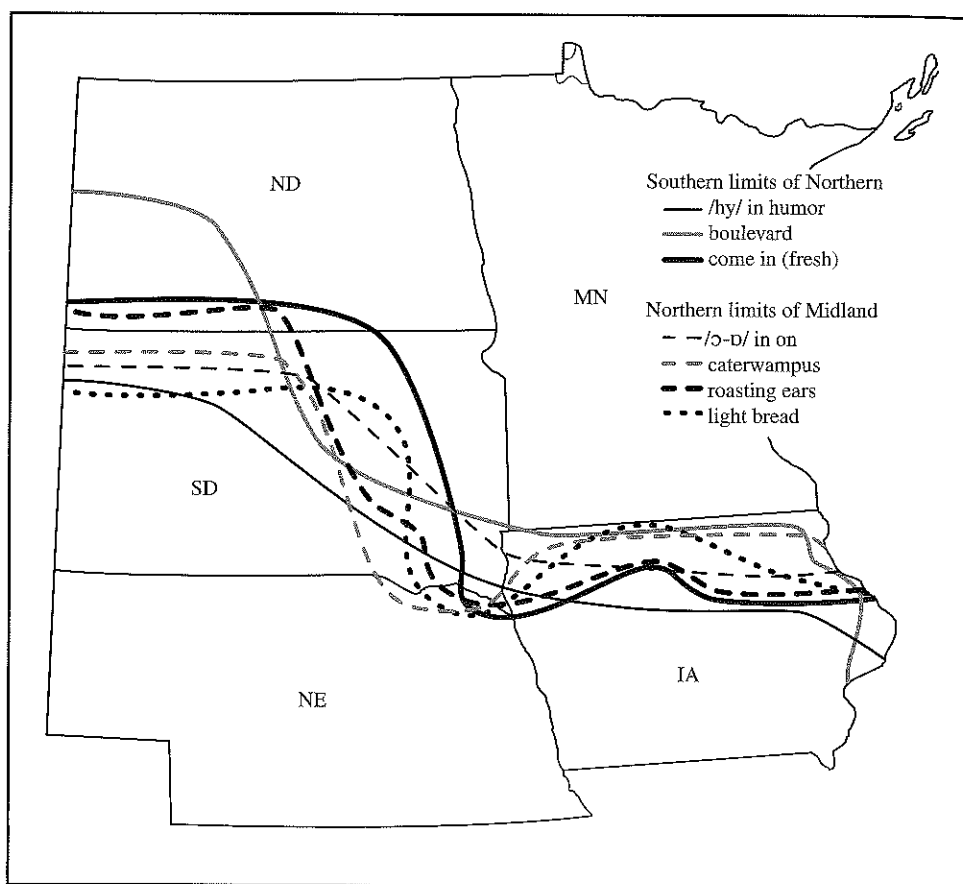 ND
MN
SD
NE
IA
Southern limits of Northern
/hy/ in humor
boulevard
come in (fresh)
Northern limits of Midland
/ɔ-ɒ/ in on
caterwampus
roasting ears
light bread